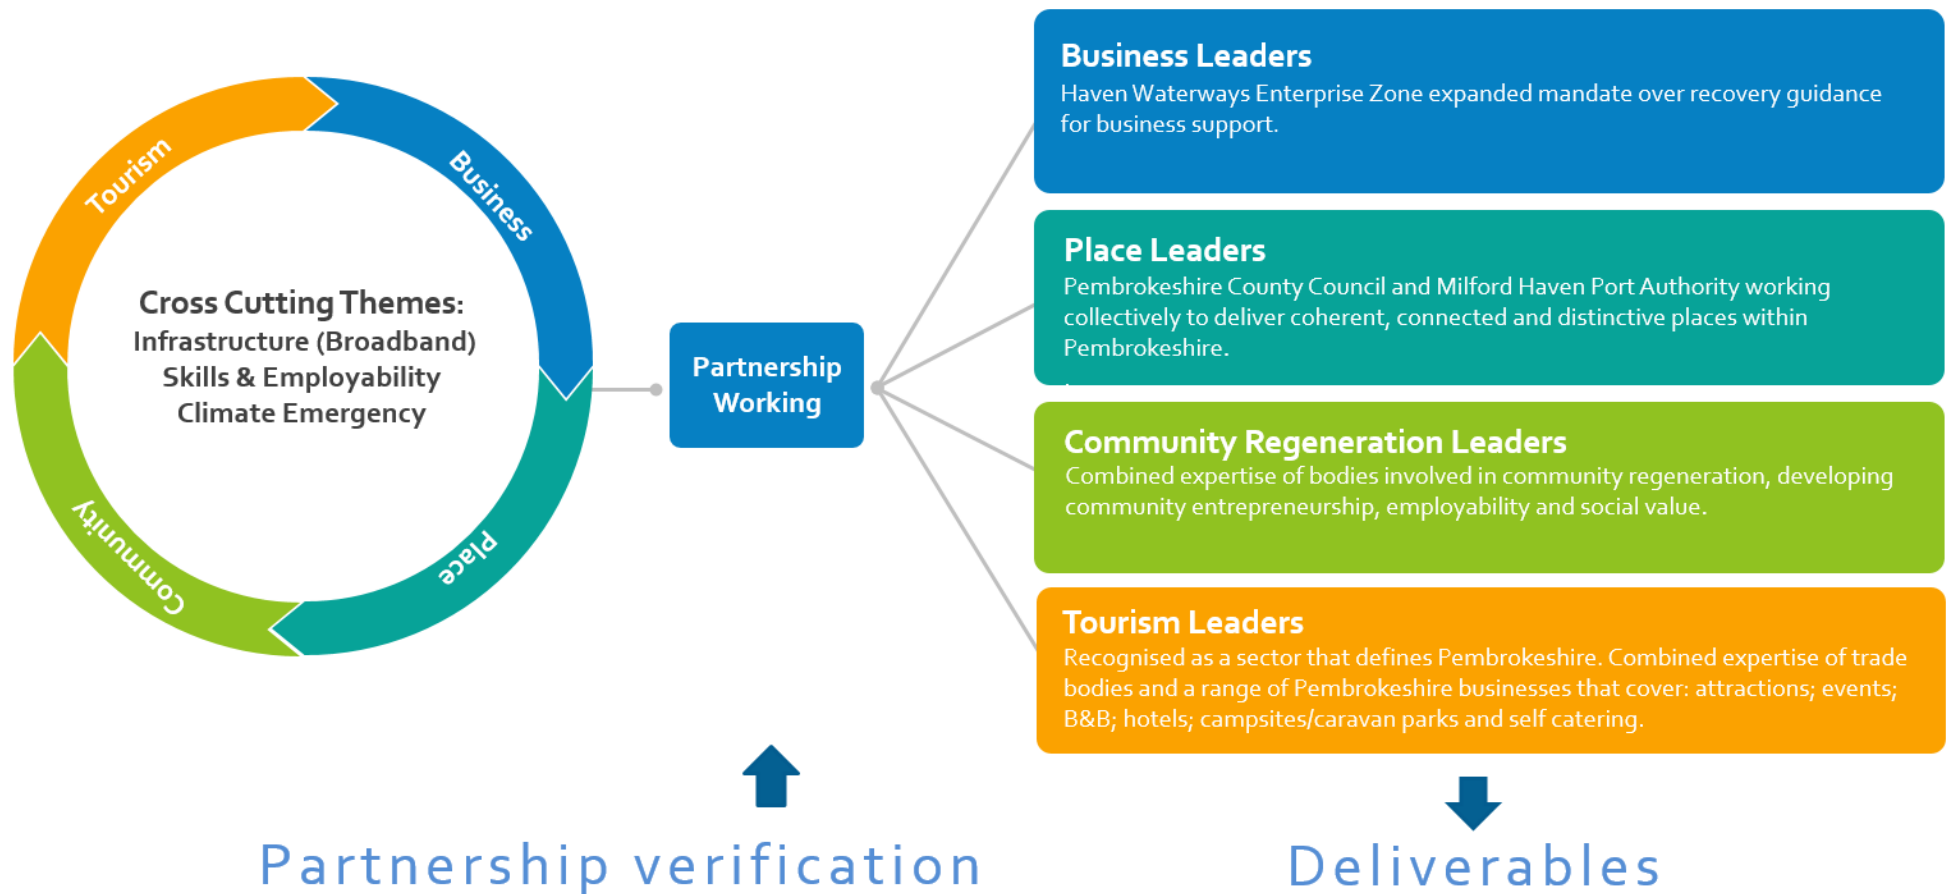 Tourism
Business
Cross Cutting Themes:
Infrastructure (Broadband)
Skills & Employability
Climate Emergency
Community
Place
Partnership
Working
Business Leaders
Haven Waterways Enterprise Zone expanded mandate over recovery guidance
for business support.
Place Leaders
Pembrokeshire County Council and Milford Haven Port Authority working
collectively to deliver coherent, connected and distinctive places within
Pembrokeshire.
.
Community Regeneration Leaders
Combined expertise of bodies involved in community regeneration, developing
community entrepreneurship, employability and social value.
Tourism Leaders
Recognised as a sector that defines Pembrokeshire. Combined expertise of trade
bodies and a range of Pembrokeshire businesses that cover: attractions; events;
B&B; hotels; campsites/caravan parks and self catering.
Partnership verification
Deliverables